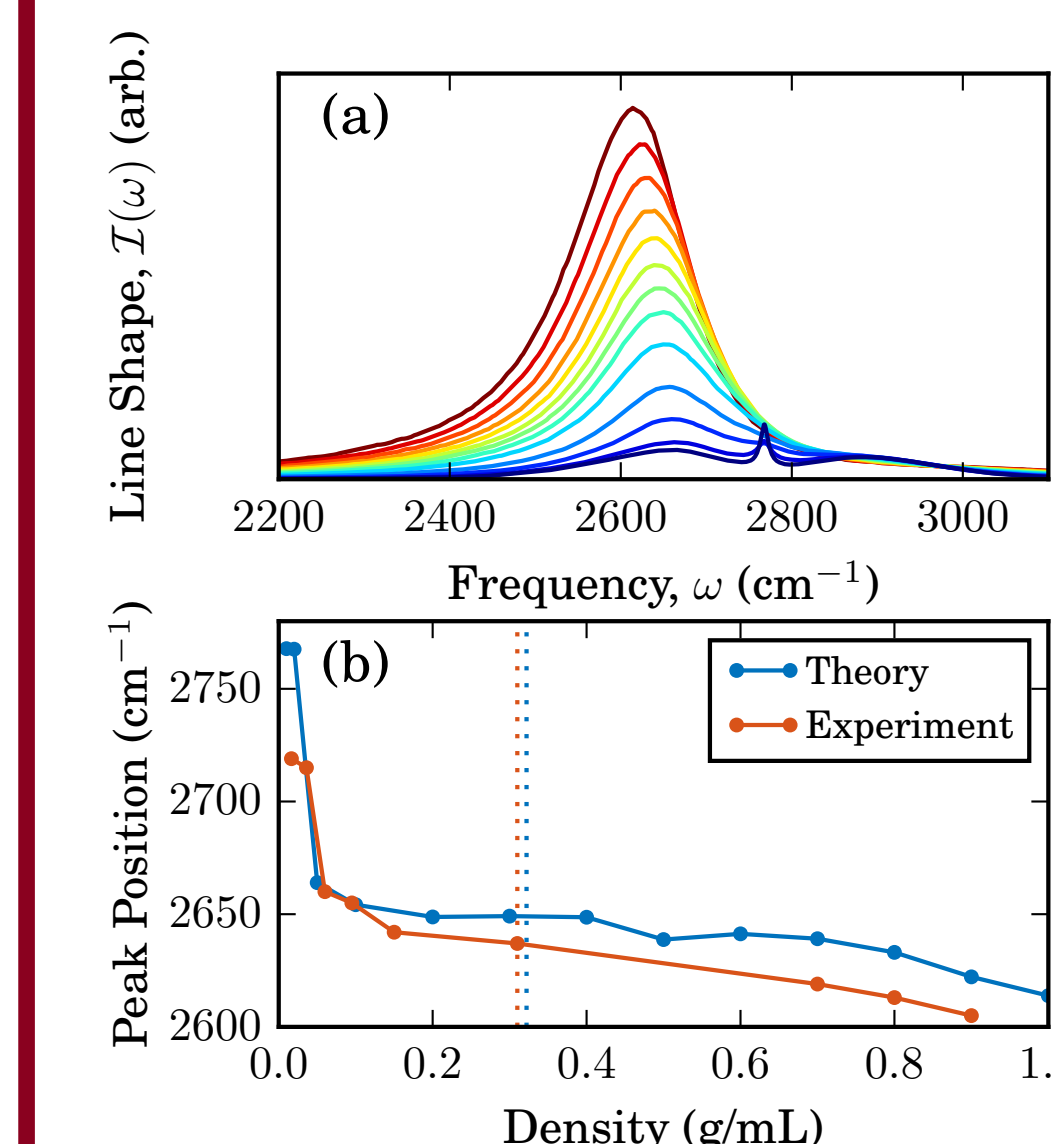 (a)
Line Shape, 𝓘(ω) (arb.)
2200 2400 2600 2800 3000
Frequency, ω (cm⁻¹)
(b)
Theory
Experiment
Peak Position (cm⁻¹)
2750
2700
2650
2600
0.0 0.2 0.4 0.6 0.8 1.
Density (g/mL)